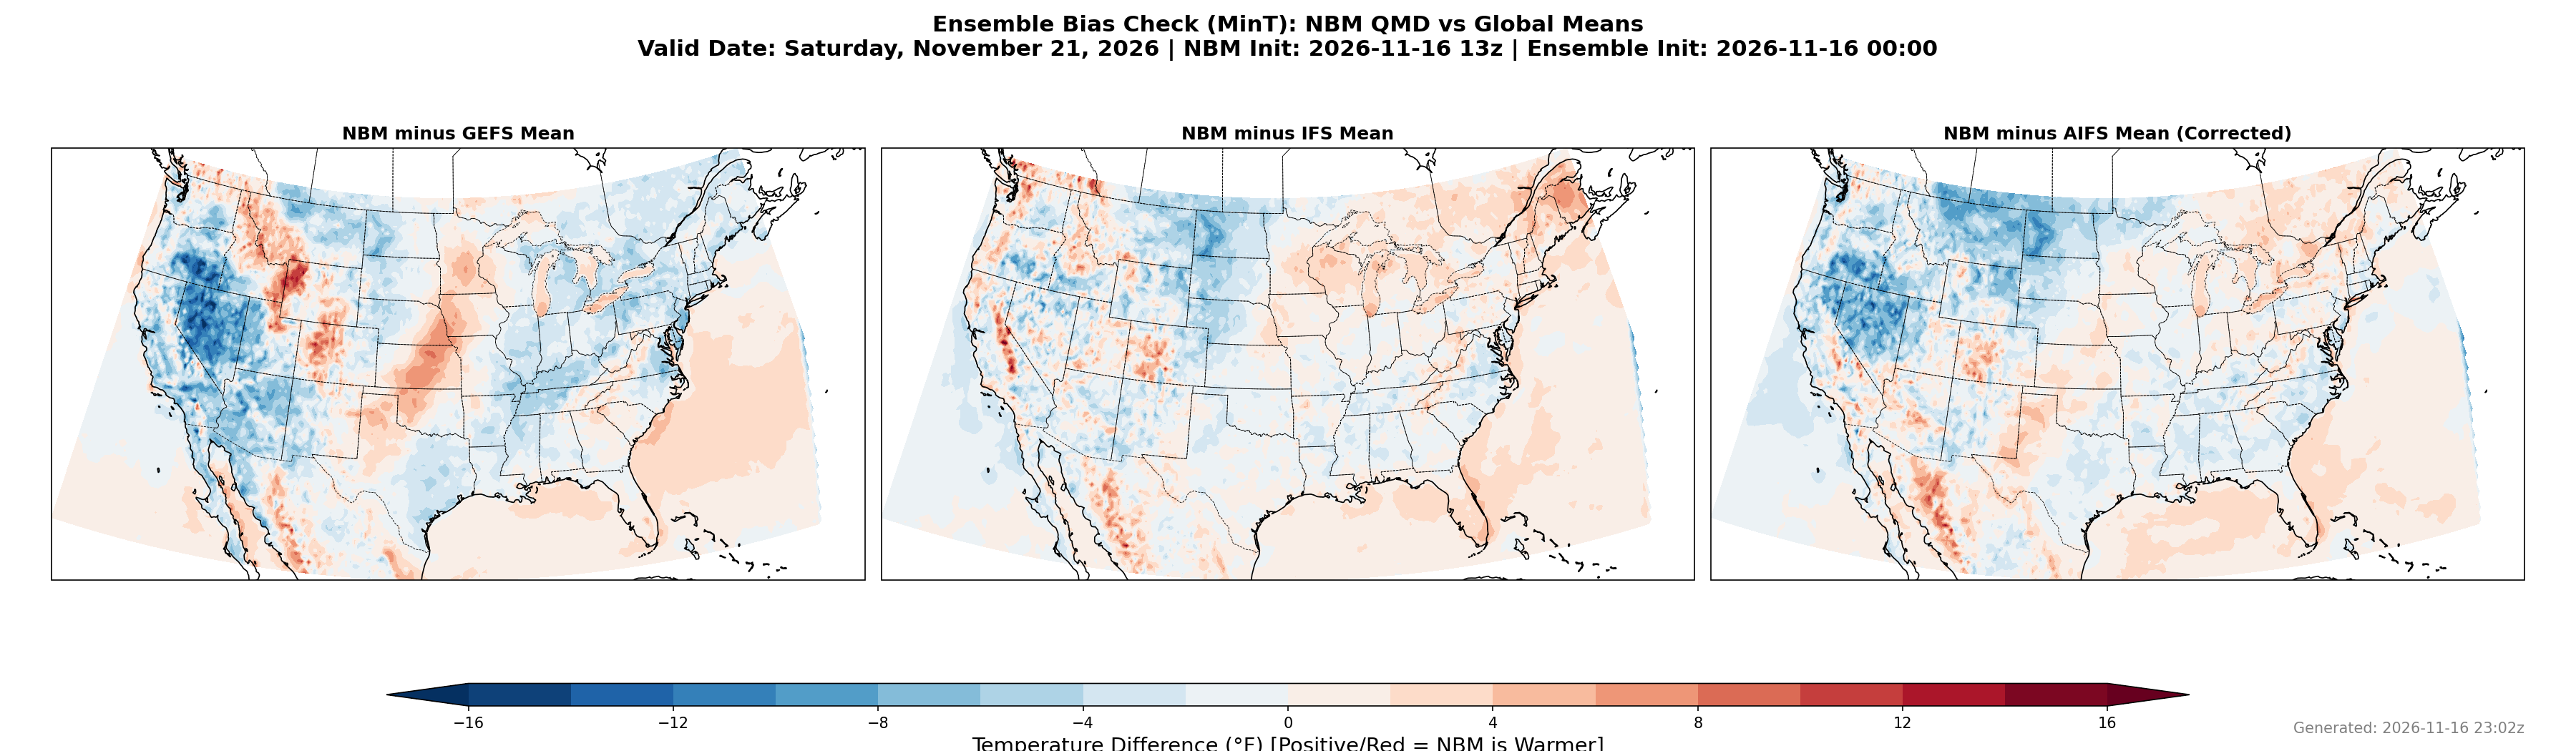 Ensemble Bias Check (MinT): NBM QMD vs Global Means
Valid Date: Saturday, November 21, 2026 | NBM Init: 2026-11-16 13z | Ensemble Init: 2026-11-16 00:00
NBM minus GEFS Mean
NBM minus IFS Mean
NBM minus AIFS Mean (Corrected)
−16 −12 −8 −4 0 4 8 12 16
Generated: 2026-11-16 23:02z
Temperature Difference (°F) [Positive/Red = NBM is Warmer]